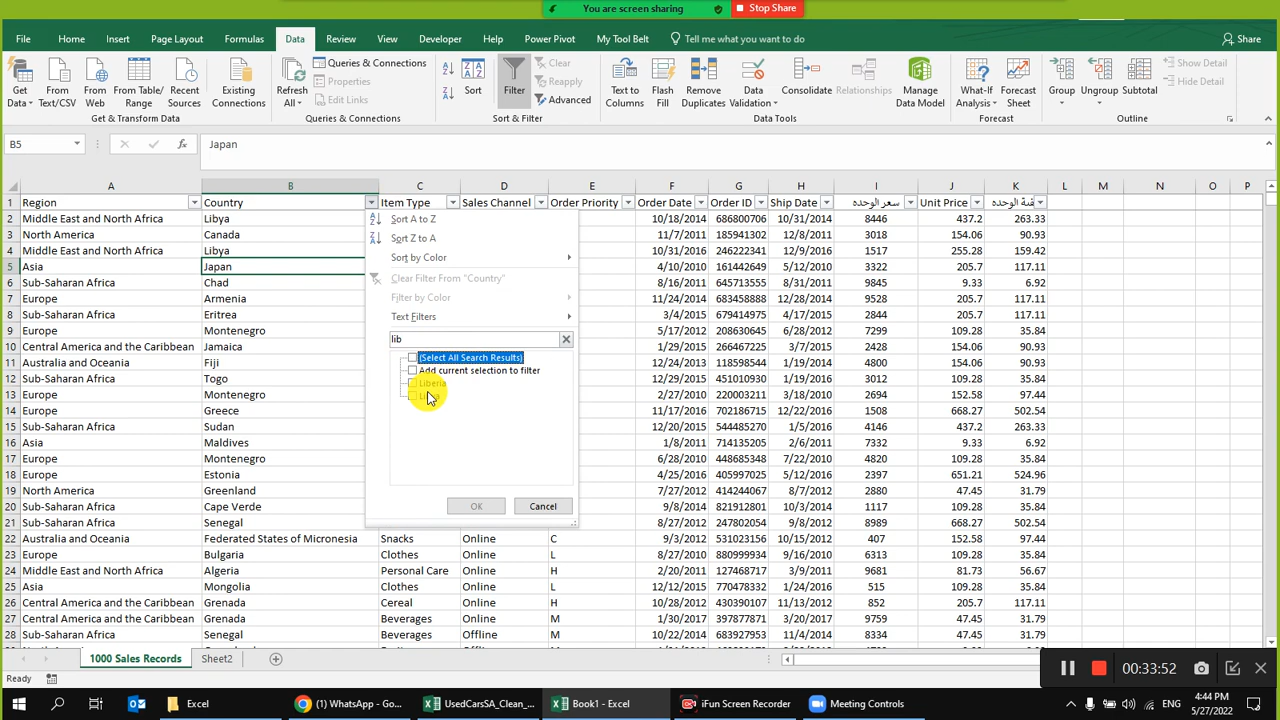 You are screen sharing
Stop Share
File Home Insert Page Layout Formulas Data Review View Developer Help Power Pivot My Tool Belt Tell me what you want to do Share
Get Data From Text/CSV From Web From Table/ Range Recent Sources Existing Connections Refresh All Queries & Connections Properties Edit Links Sort Filter Clear Reapply Advanced Text to Columns Flash Fill Remove Duplicates Data Validation Consolidate Relationships Manage Data Model What-If Analysis Forecast Sheet Group Ungroup Subtotal Show Detail Hide Detail
Get & Transform Data Queries & Connections Sort & Filter Data Tools Forecast Outline
B5 fx Japan
A B C D E F G H I J K L M N O P
1 Region Country Item Type Sales Channel Order Priority Order Date Order ID Ship Date سعر الوحده Unit Price
2 Middle East and North Africa Libya 10/18/2014 686800706 10/31/2014 8446 437.2 263.33
3 North America Canada 11/7/2011 185941302 12/8/2011 3018 154.06 90.93
4 Middle East and North Africa Libya 10/31/2016 246222341 12/9/2016 1517 255.28 159.42
5 Asia Japan 4/10/2010 161442649 5/12/2010 3322 205.7 117.11
6 Sub-Saharan Africa Chad 8/16/2011 645713555 8/31/2011 9845 9.33 6.92
7 Europe Armenia 11/24/2014 683458888 12/28/2014 9528 205.7 117.11
8 Sub-Saharan Africa Eritrea 3/4/2015 679414975 4/17/2015 2844 205.7 117.11
9 Europe Montenegro 5/17/2012 208630645 6/28/2012 7299 109.28 35.84
10 Central America and the Caribbean Jamaica 1/29/2015 266467225 3/7/2015 2428 154.06 90.93
11 Australia and Oceania Fiji 12/24/2013 118598544 1/19/2014 4800 109.28 35.84
12 Sub-Saharan Africa Togo 12/29/2015 451010930 1/19/2016 3012 109.28 35.84
13 Europe Montenegro 2/27/2010 220003211 3/18/2010 2694 152.58 97.44
14 Europe Greece 11/17/2016 702186715 12/22/2016 1508 668.27 502.54
15 Sub-Saharan Africa Sudan 12/20/2015 544485270 1/5/2016 4146 109.28 35.84
16 Asia Maldives 1/8/2011 714135205 2/6/2011 7332 9.33 6.92
17 Europe Montenegro 6/28/2010 448685348 7/22/2010 4820 109.28 35.84
18 Europe Estonia 4/25/2016 405997025 5/12/2016 2397 651.21 524.96
19 North America Greenland 7/27/2012 414244067 8/7/2012 2880 47.45 31.79
20 Sub-Saharan Africa Cape Verde 9/8/2014 821912801 10/3/2014 1117 47.45 31.79
21 Sub-Saharan Africa Senegal 8/27/2012 247802054 9/8/2012 8989 668.27 502.54
22 Australia and Oceania Federated States of Micronesia Snacks Online C 9/3/2012 531023156 10/15/2012 407 152.58 97.44
23 Europe Bulgaria Clothes Online L 8/27/2010 880999934 9/16/2010 6313 109.28 35.84
24 Middle East and North Africa Algeria Personal Care Online H 2/20/2011 127468717 3/9/2011 9681 81.73 56.67
25 Asia Mongolia Clothes Online L 12/12/2015 770478332 1/24/2016 515 109.28 35.84
26 Central America and the Caribbean Grenada Cereal Online H 10/28/2012 430390107 11/13/2012 852 205.7 117.11
27 Central America and the Caribbean Grenada Beverages Online M 1/30/2017 397877871 3/20/2017 9759 47.45 31.79
28 Sub-Saharan Africa Senegal Beverages Offline M 10/22/2014 683927953 11/4/2014 8334 47.45 31.79
Sort A to Z
Sort Z to A
Sort by Color
Clear Filter From "Country"
Filter by Color
Text Filters
lib
(Select All Search Results)
Add current selection to filter
Liberia
OK Cancel
1000 Sales Records Sheet2
Ready
00:33:52
Excel (1) WhatsApp - Go... UsedCarsSA_Clean_... Book1 - Excel iFun Screen Recorder Meeting Controls
4:44 PM
5/27/2022